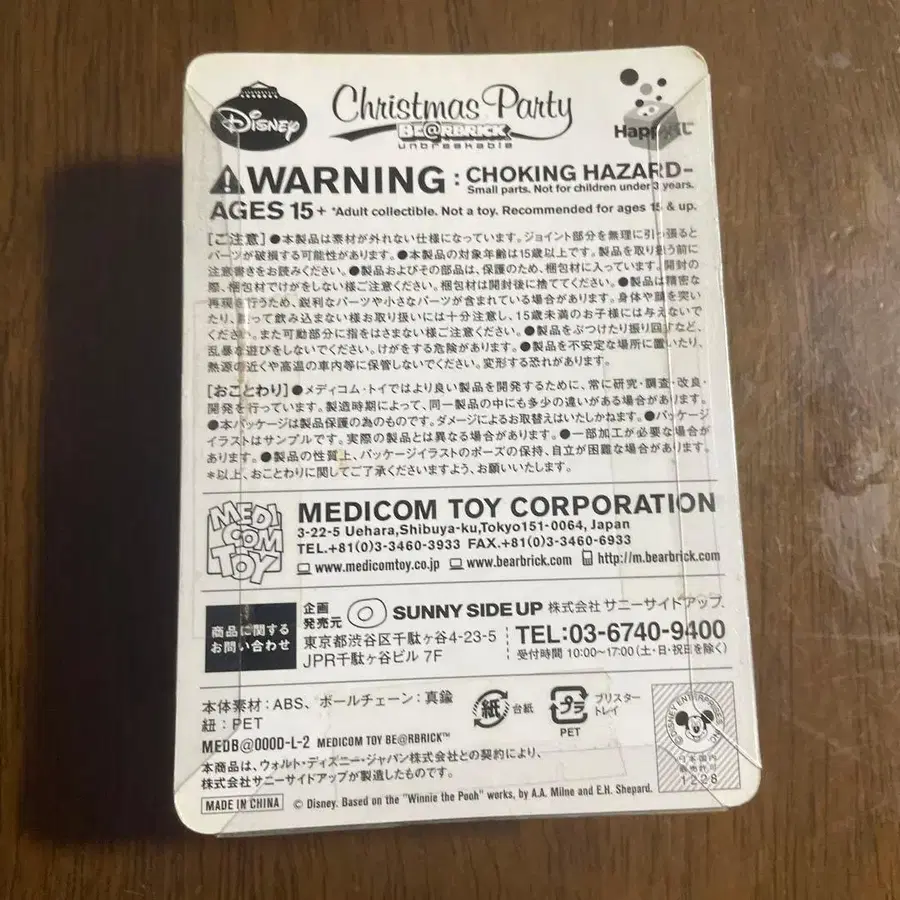 Disney
Christmas Party
BE@RBRICK
unbreakable
Happyくじ
WARNING : CHOKING HAZARD-
Small parts. Not for children under 3 years.
AGES 15+ *Adult collectible. Not a toy. Recommended for ages 15 & up.
[ご注意]●本製品は素材が外れない仕様になっています。ジョイント部分を無理に引っ張ると
パーツが破損する可能性があります。●本製品の対象年齢は15歳以上です。製品を取り扱う前に
注意書きをお読みください。●製品およびその部品は、保護のため、梱包材に入っています。開封の
際、梱包材でけがをしない様ご注意ください。梱包材は開封後に捨ててください。●製品は精密な
再現を行うため、鋭利なパーツや小さなパーツが含まれている場合があります。身体や顔を突い
たり、誤って飲み込まない様お取り扱いには十分注意し、15歳未満のお子様には与えないで
ください。また可動部分に指をはさまない様ご注意ください。●製品をぶつけたり振り回すなど、
乱暴な遊びをしないでください。けがをする危険があります。●製品を不安定な場所に置いたり、
熱源の近くや高温の車内等に保管しないでください。変形する恐れがあります。
[おことわり]●メディコム・トイではより良い製品を開発するために、常に研究・調査・改良・
開発を行っています。製造時期によって、同一製品の中にも多少の違いがある場合があります。
●本パッケージは製品保護の為のものです。ダメージによるお取替えはいたしかねます。●パッケージ
イラストはサンプルです。実際の製品とは異なる場合があります。●一部加工が必要な場合が
あります。●製品の性質上、パッケージイラストのポーズの保持、自立が困難な場合があります。
*以上、おことわりに関してご了承くださいますよう、お願いいたします。
MEDICOM TOY
MEDICOM TOY CORPORATION
3-22-5 Uehara,Shibuya-ku,Tokyo151-0064, Japan
TEL.+81(0)3-3460-3933 FAX.+81(0)3-3460-6933
www.medicomtoy.co.jp www.bearbrick.com http://m.bearbrick.com
商品に関する
お問い合わせ
企画
発売元
SUNNY SIDE UP 株式会社 サニーサイドアップ
東京都渋谷区千駄ヶ谷4-23-5
JPR千駄ヶ谷ビル 7F
TEL:03-6740-9400
受付時間 10:00~17:00(土・日・祝日を除く)
本体素材:ABS、ボールチェーン:真鍮
紐:PET
紙 台紙
プラ
PET
ブリスター
トレイ
MEDB@000D-L-2 MEDICOM TOY BE@RBRICK™
本商品は、ウォルト・ディズニー・ジャパン株式会社との契約により、
株式会社サニーサイドアップが製造したものです。
©DISNEY ENTERPRISES, INC.
日本国内
販売許可
1228
MADE IN CHINA
© Disney. Based on the "Winnie the Pooh" works, by A.A. Milne and E.H. Shepard.